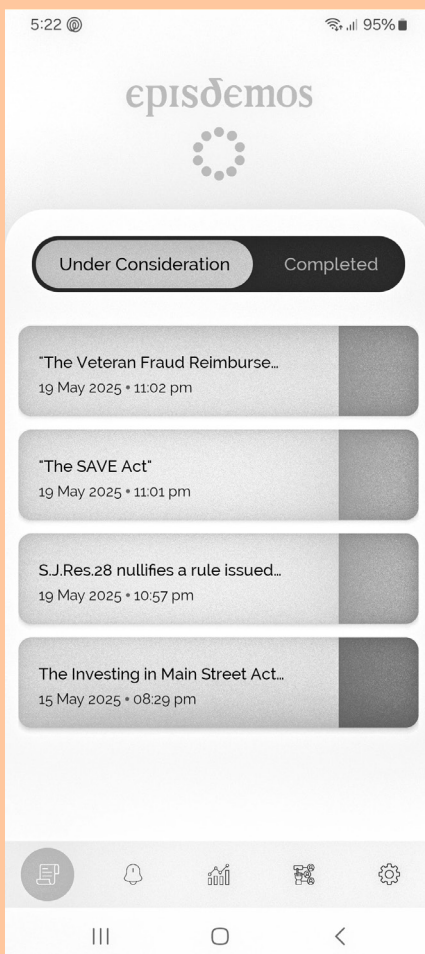 5:22 95%
episdemos
Under Consideration Completed
"The Veteran Fraud Reimburse...
19 May 2025 • 11:02 pm
"The SAVE Act"
19 May 2025 • 11:01 pm
S.J.Res.28 nullifies a rule issued...
19 May 2025 • 10:57 pm
The Investing in Main Street Act...
15 May 2025 • 08:29 pm